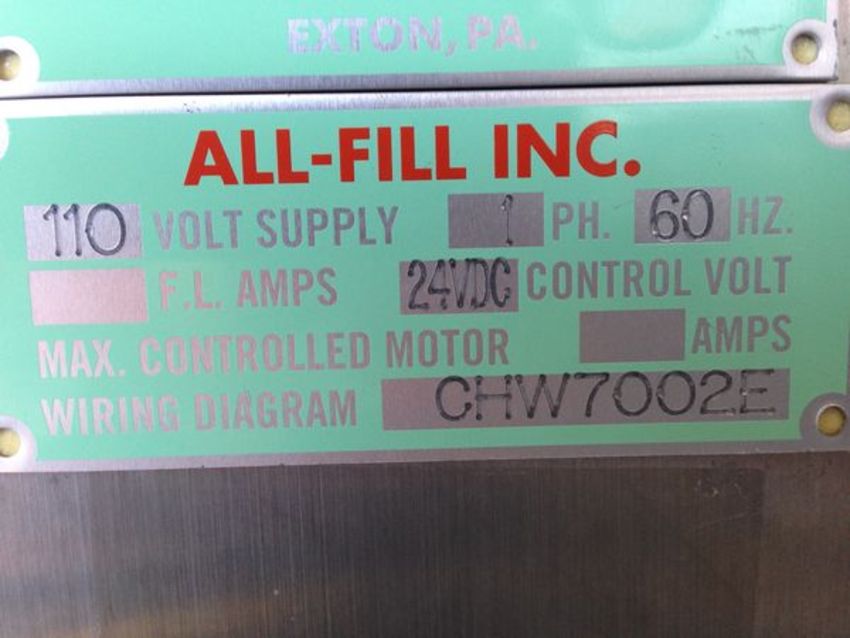 EXTON, PA.
ALL-FILL INC.
110 VOLT SUPPLY 1 PH. 60 HZ.
F.L. AMPS 24VDC CONTROL VOLT
MAX. CONTROLLED MOTOR AMPS
WIRING DIAGRAM CHW7002E